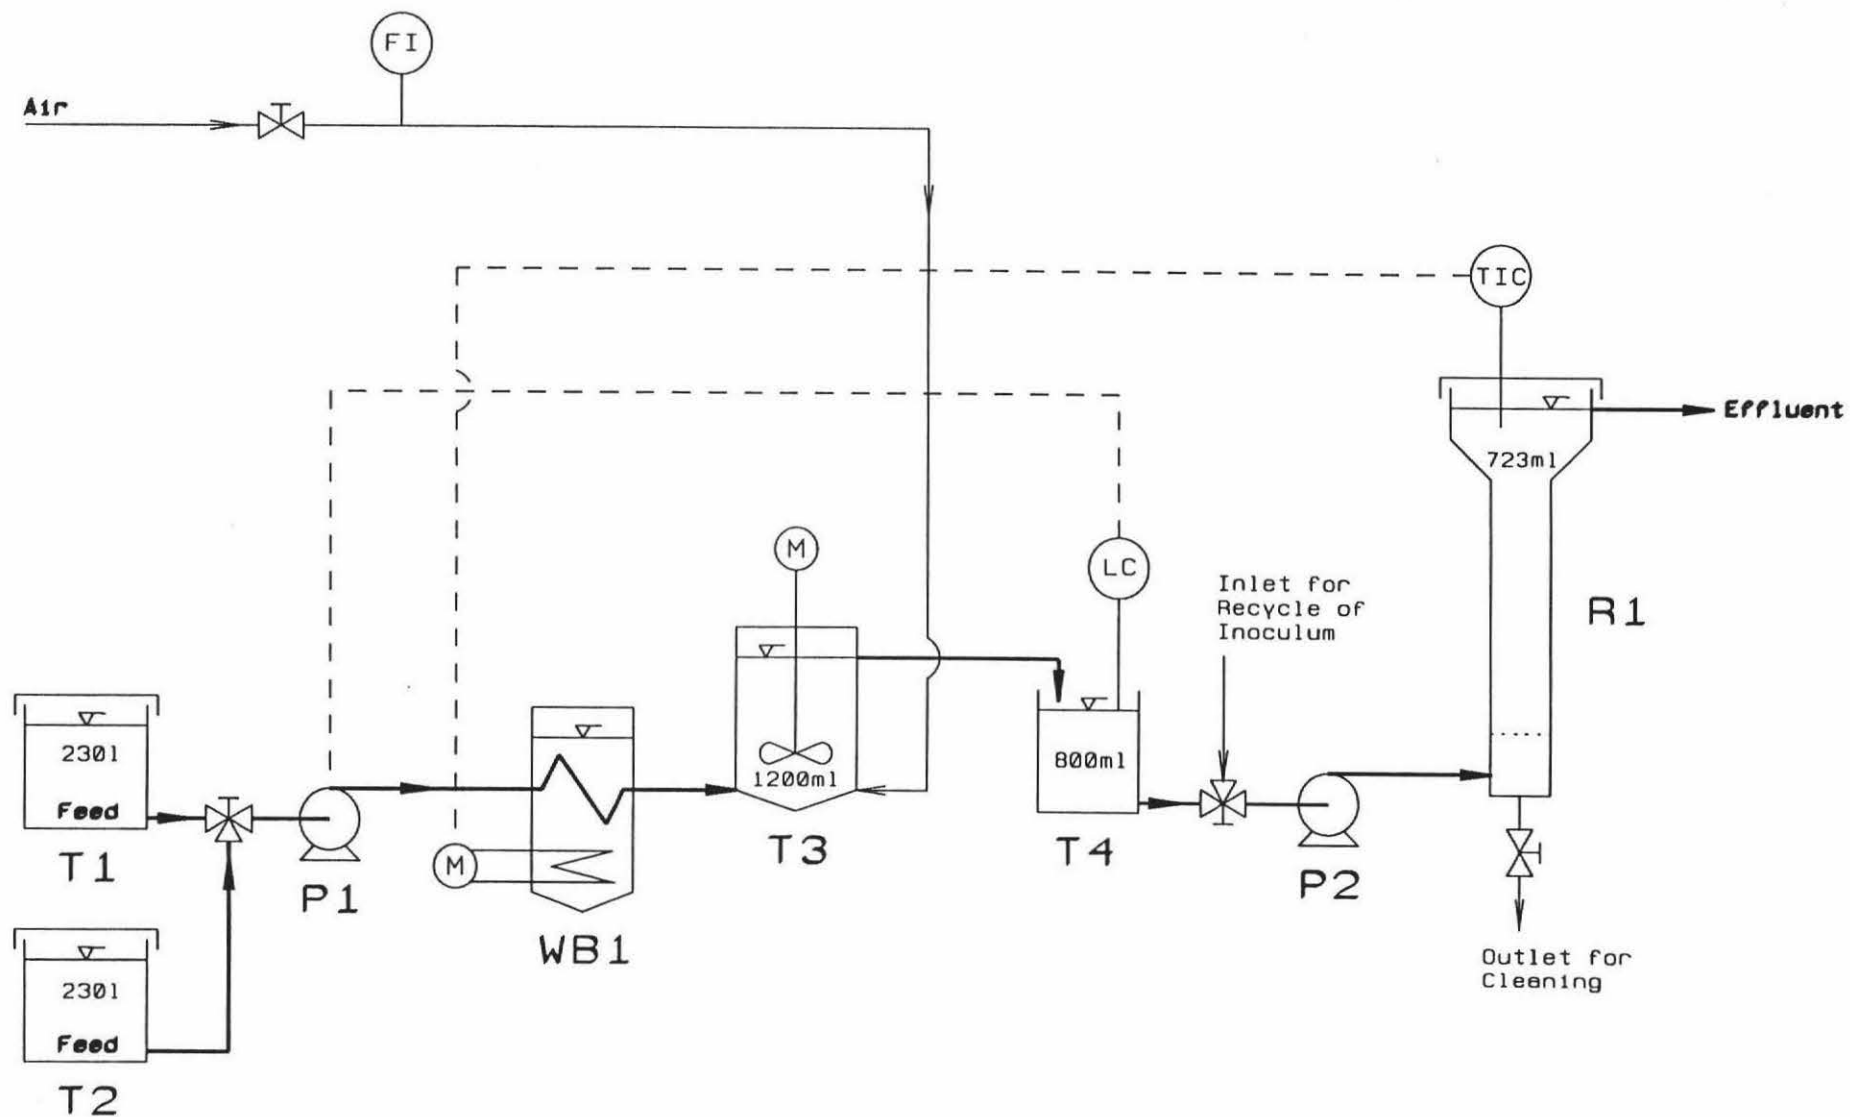 FI
Air
TIC
Effluent
723ml
M
LC
Inlet for
Recycle of
Inoculum
R1
230l
Feed
T1
1200ml
T3
800ml
T4
P1
M
P2
WB1
230l
Feed
T2
Outlet for
Cleaning